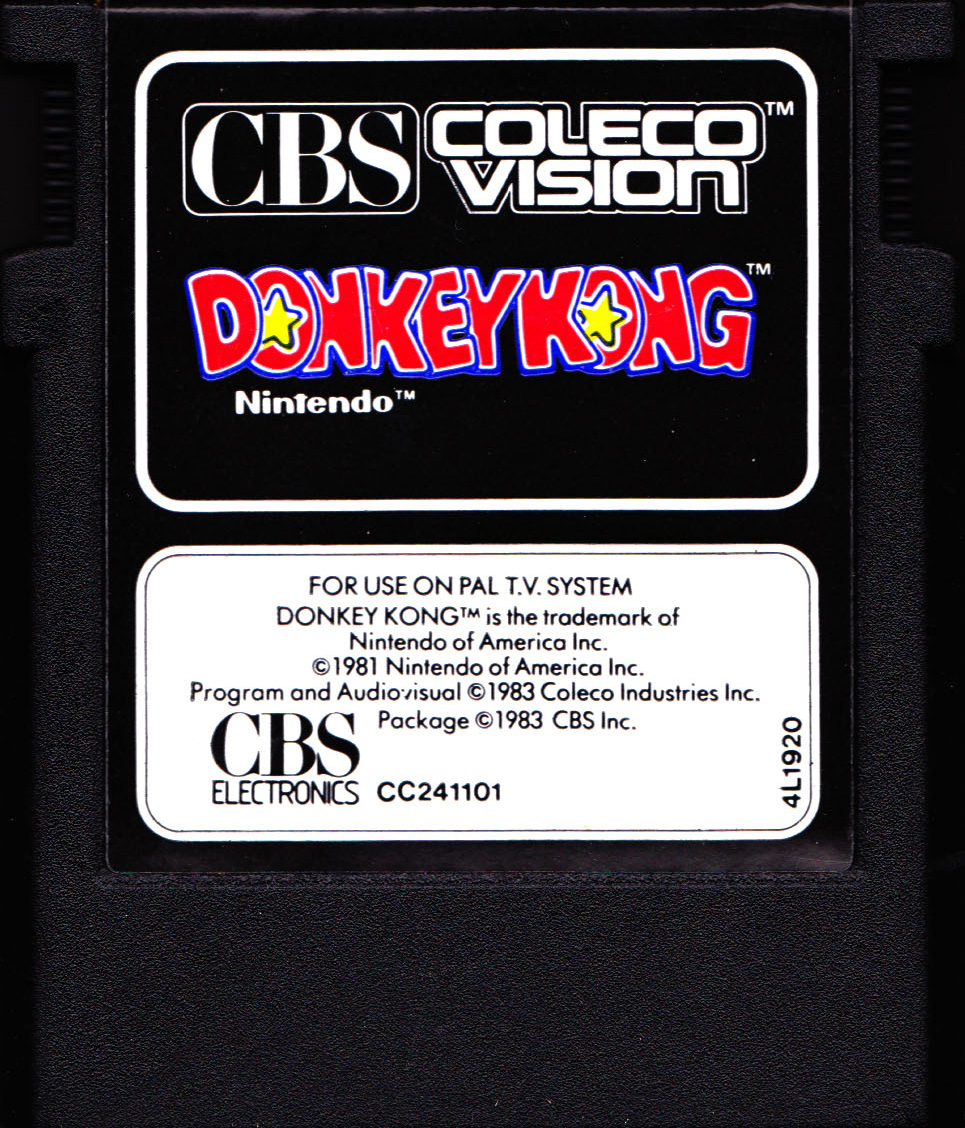 CBS COLECO VISION™
DONKEY KONG™
Nintendo™
FOR USE ON PAL T.V. SYSTEM
DONKEY KONG™ is the trademark of
Nintendo of America Inc.
©1981 Nintendo of America Inc.
Program and Audiovisual ©1983 Coleco Industries Inc.
Package ©1983 CBS Inc.
CBS
ELECTRONICS CC241101
4L1920